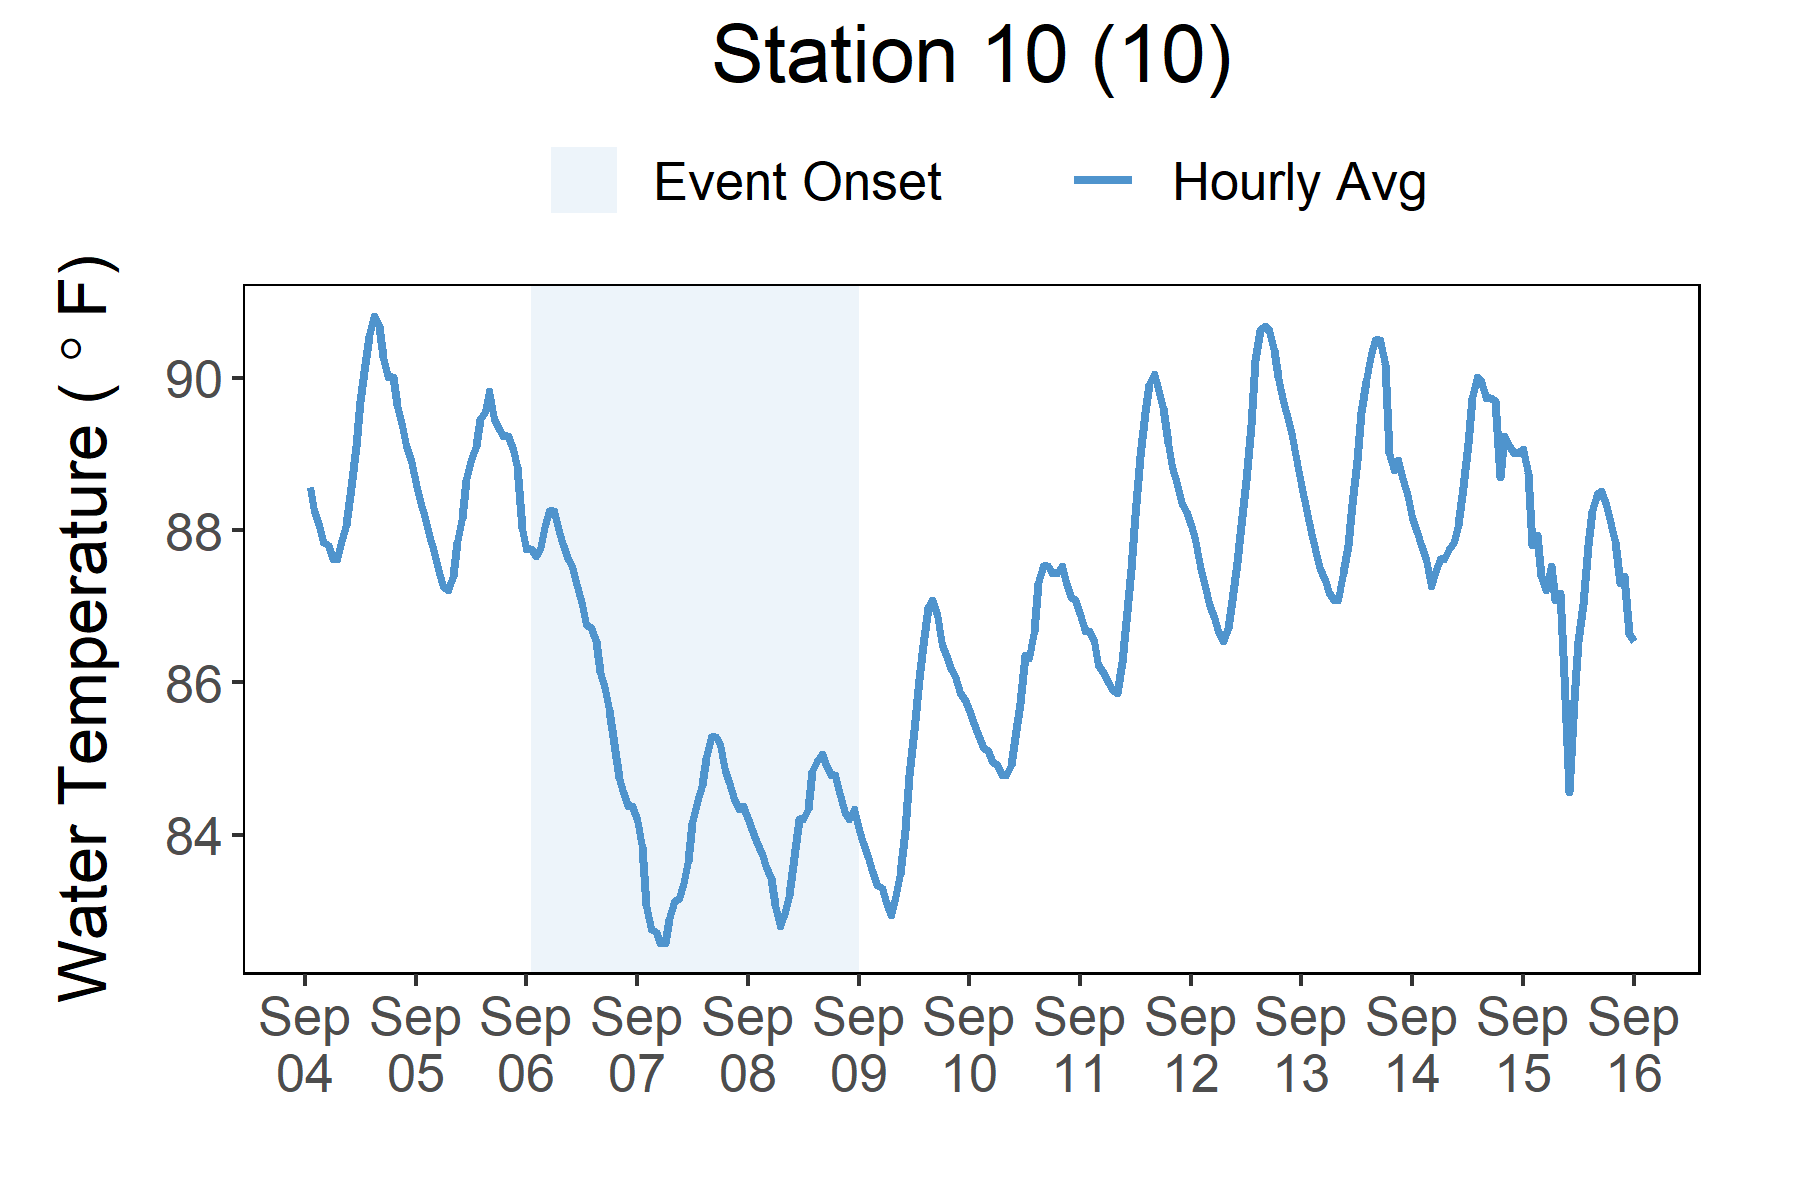 Station 10 (10)
Event Onset
Hourly Avg
Water Temperature ( ° F)
90
88
86
84
Sep 04
Sep 05
Sep 06
Sep 07
Sep 08
Sep 09
Sep 10
Sep 11
Sep 12
Sep 13
Sep 14
Sep 15
Sep 16